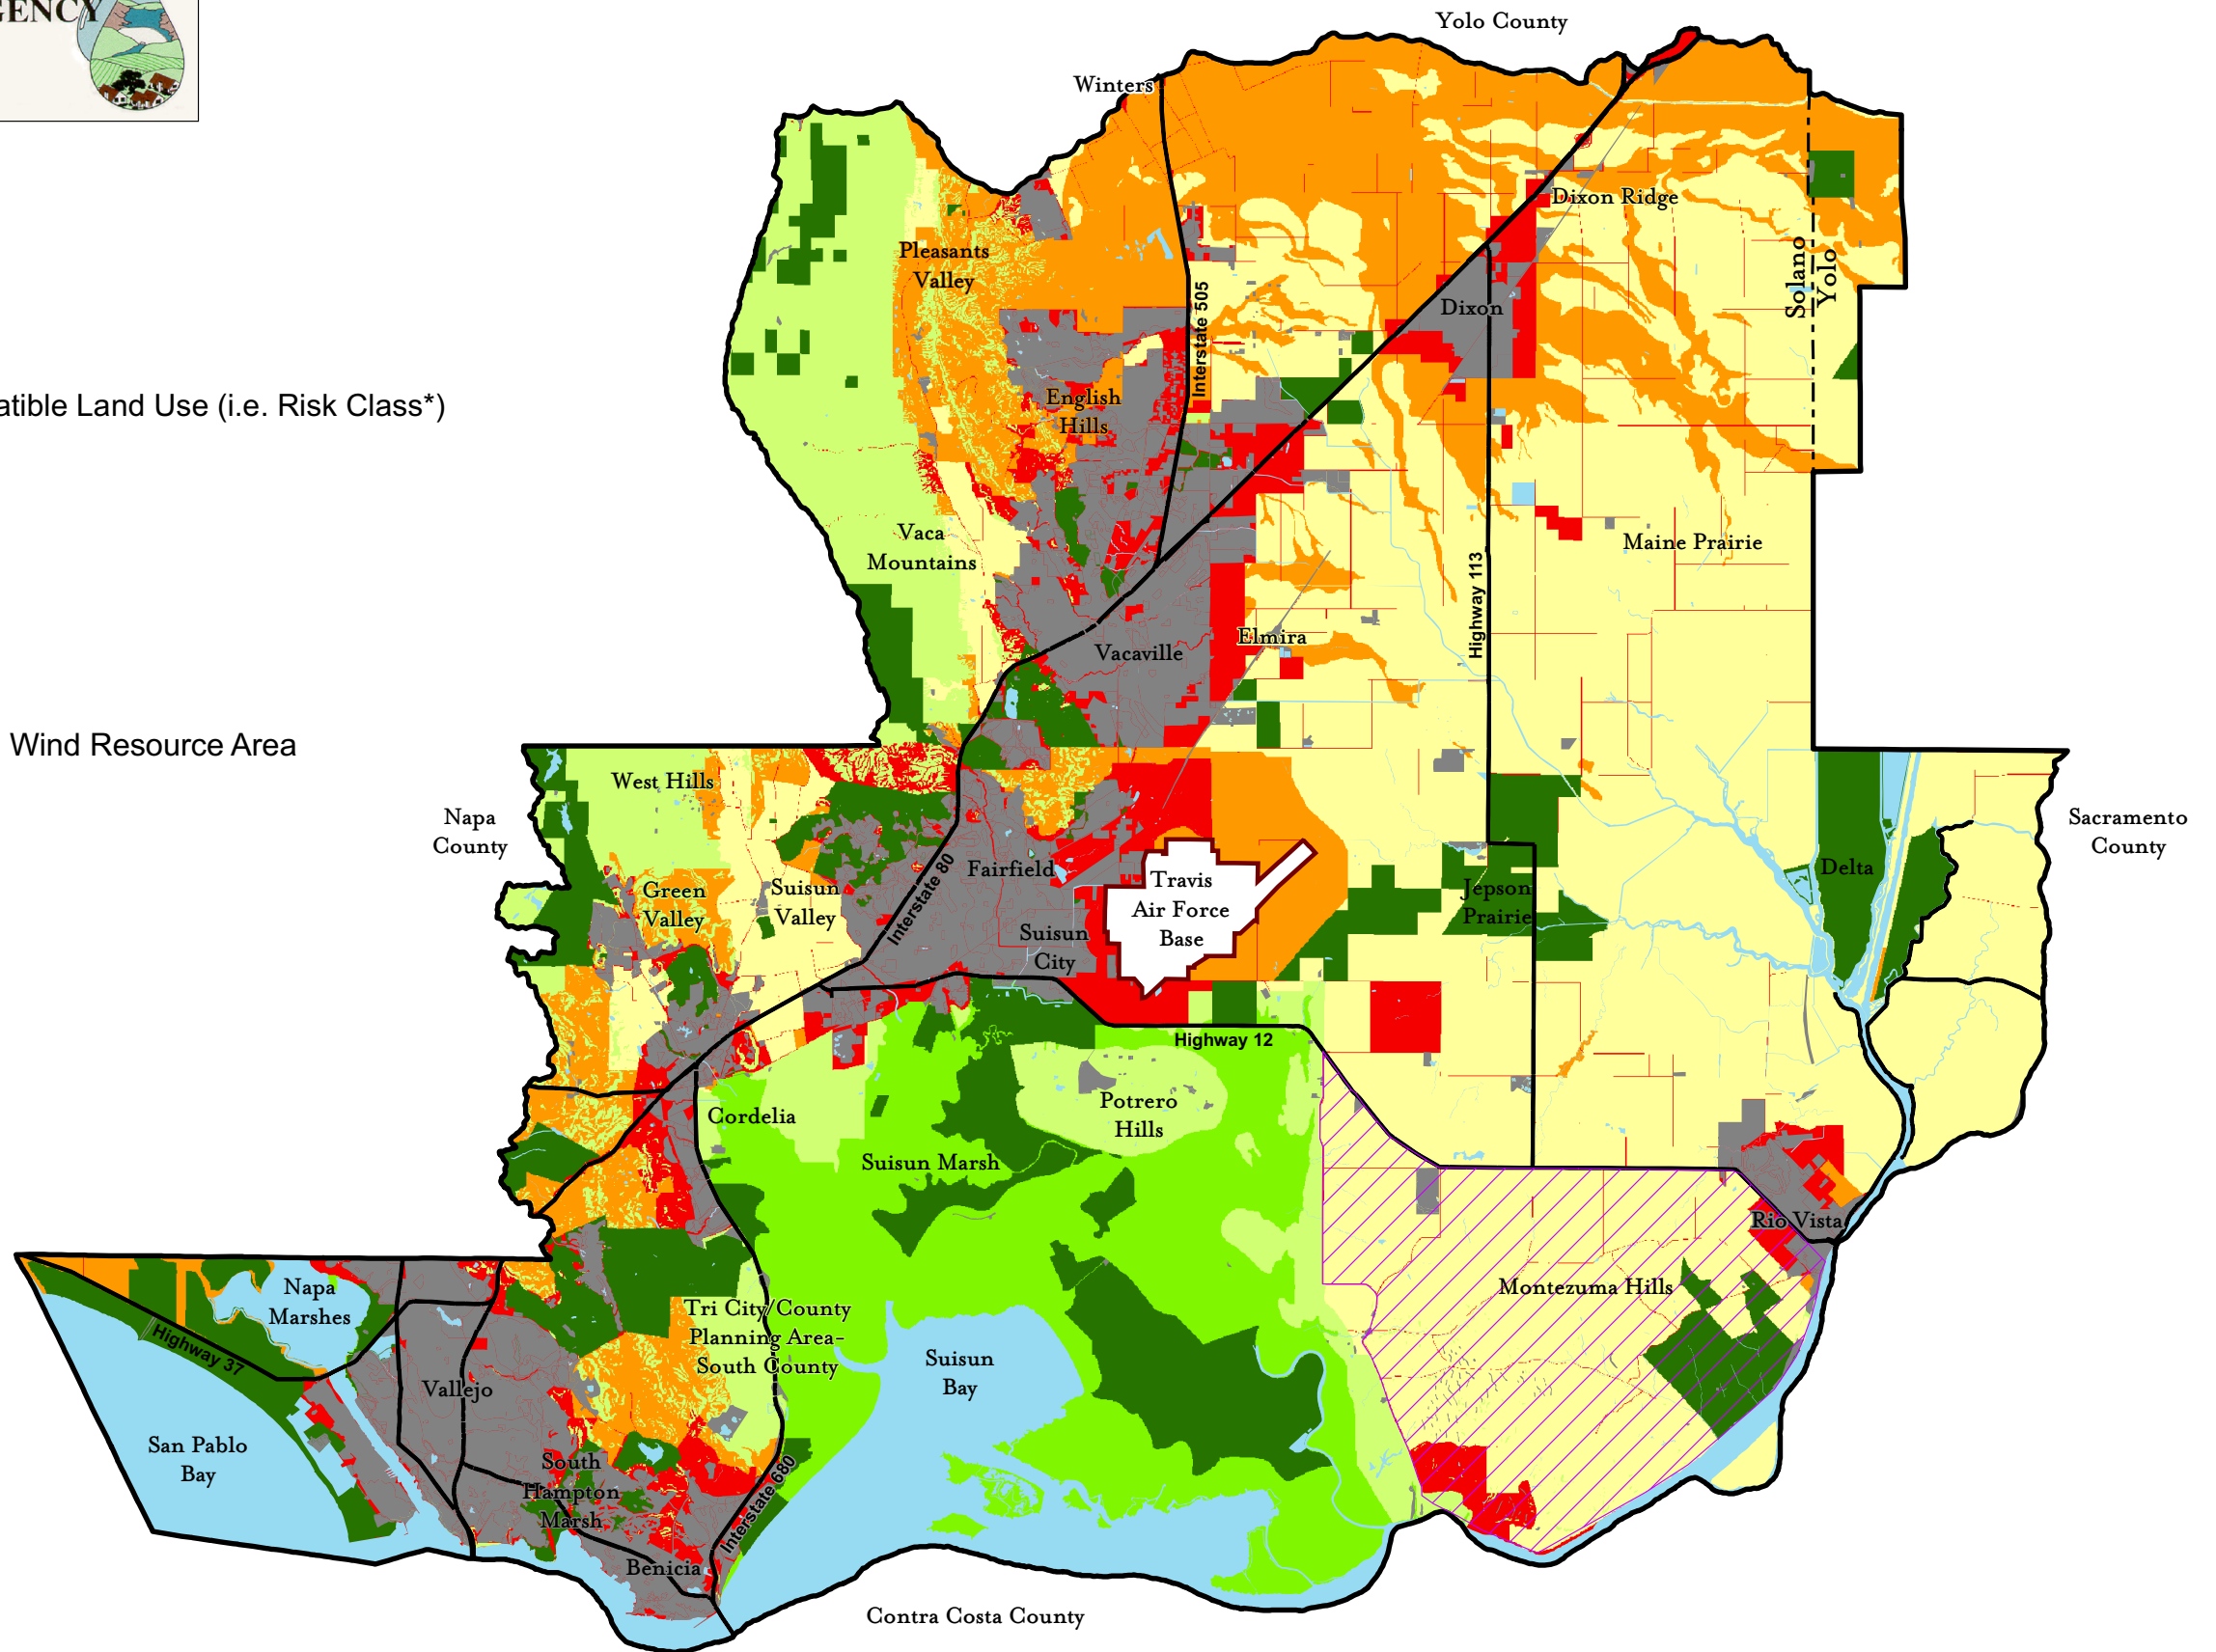 GENCY
Yolo County
Winters
Dixon Ridge
Pleasants
Valley
Solano
Yolo
Interstate 505
Dixon
English
Hills
atible Land Use (i.e. Risk Class*)
Vaca
Mountains
Maine Prairie
Highway 113
Elmira
Vacaville
Wind Resource Area
West Hills
Napa
County
Sacramento
County
Green
Valley
Suisun
Valley
Interstate 80
Fairfield
Travis
Air Force
Base
Jepson
Prairie
Delta
Suisun
City
Highway 12
Cordelia
Potrero
Hills
Suisun Marsh
Rio Vista
Montezuma Hills
Napa
Marshes
Highway 37
Tri City/County
Planning Area-
South County
Suisun
Bay
Vallejo
San Pablo
Bay
South
Hampton
Marsh
Interstate 680
Benicia
Contra Costa County